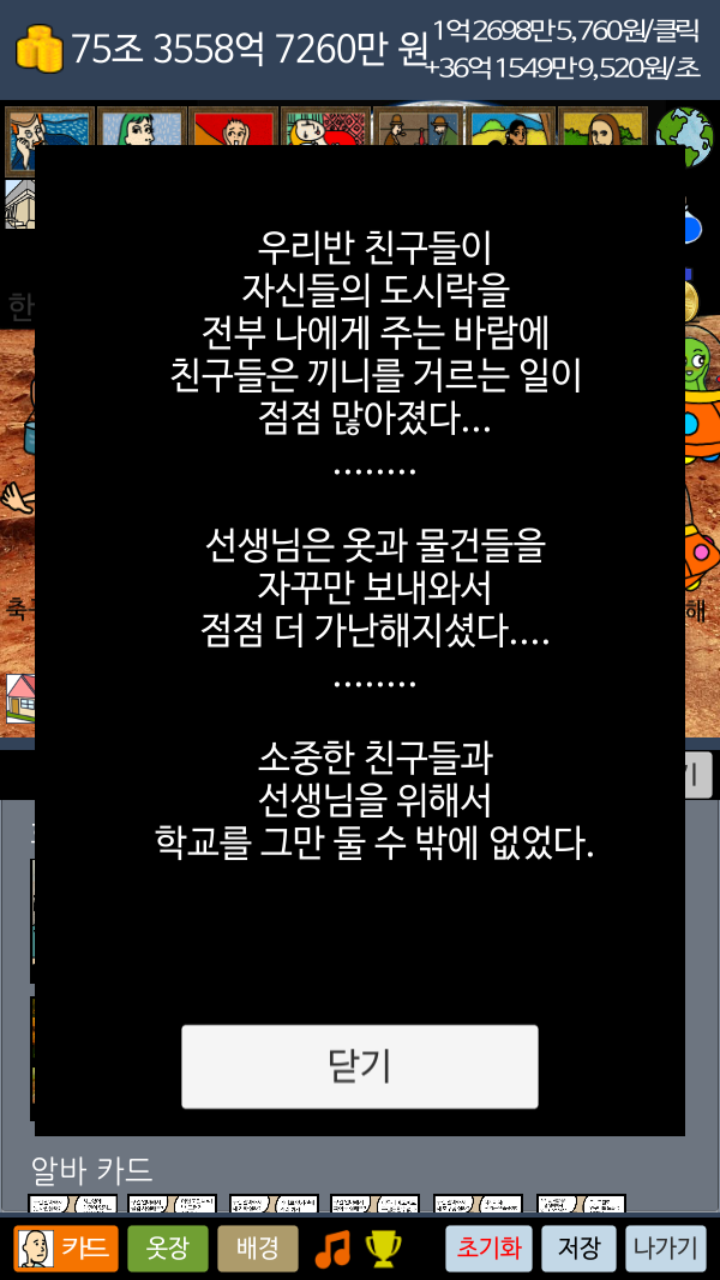 75조 3558억 7260만 원
1억 2698만 5,760원/클릭
+36억 1549만 9,520원/초
한
우리반 친구들이
자신들의 도시락을
전부 나에게 주는 바람에
친구들은 끼니를 거르는 일이
점점 많아졌다...
........
선생님은 옷과 물건들을
자꾸만 보내와서
점점 더 가난해지셨다....
........
축
해
소중한 친구들과
선생님을 위해서
학교를 그만 둘 수 밖에 없었다.
기
닫기
알바 카드
카드
옷장
배경
초기화
저장
나가기